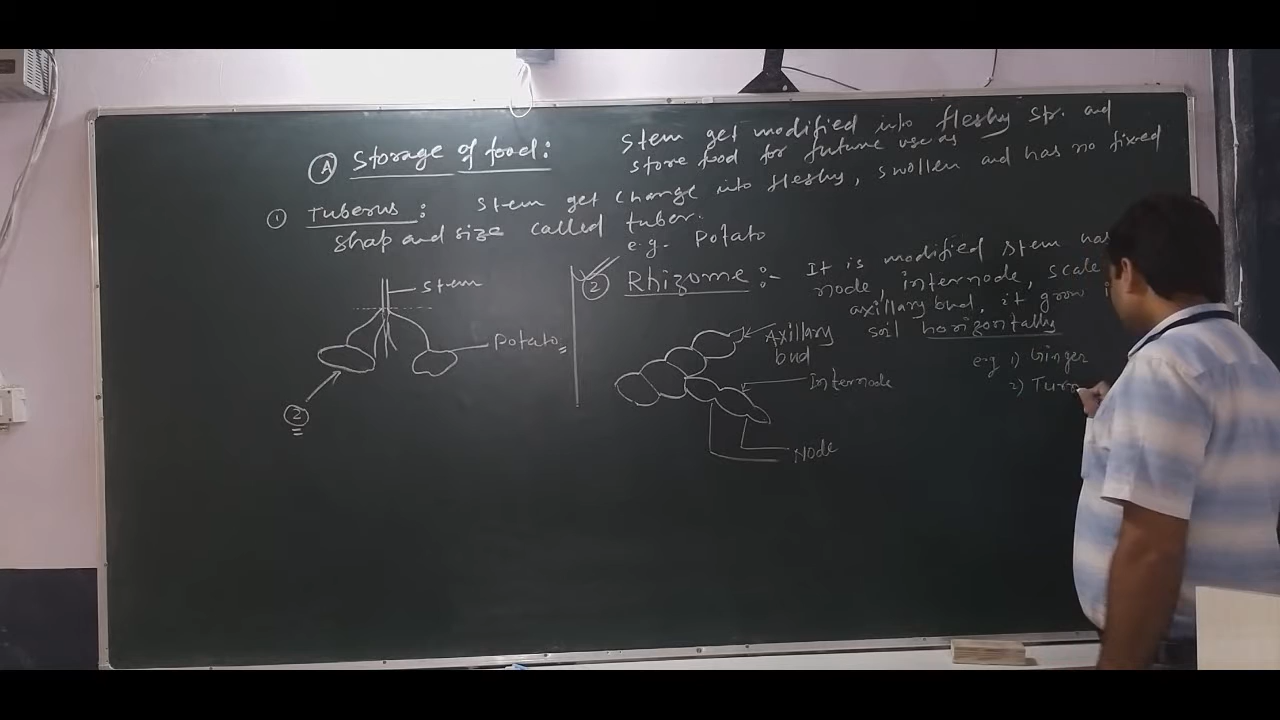 A Storage of food: Stem get modified into fleshy str. and
store food for future use as
1 Tuberus: Stem get change into fleshy, swollen and has no fixed
shap and size called tuber.
e.g. Potato
stem
Potato
2
2 Rhizome:- It is modified stem has
node, internode, scale
axillary bud, it grow i
soil horizontally
Axillary
bud
Internode
Node
e.g 1) Ginger
2) Turm